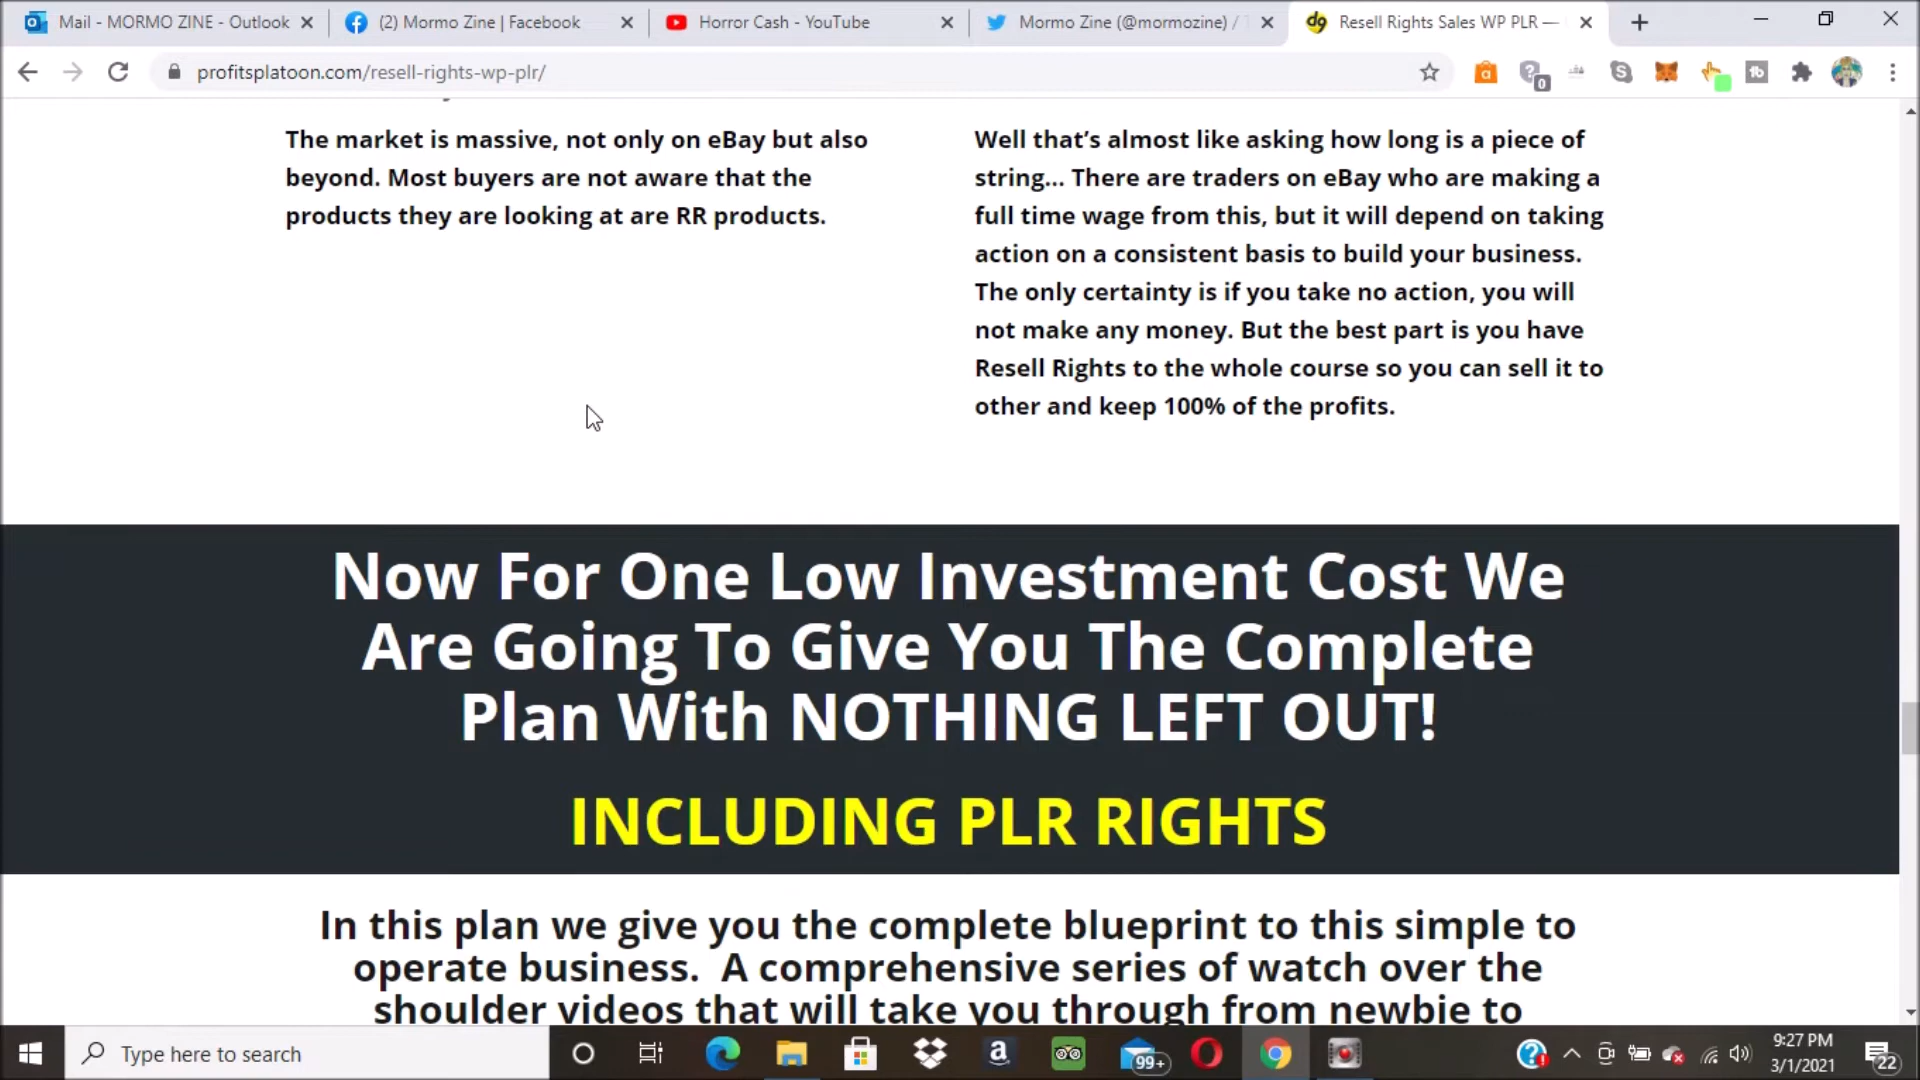 Mail - MORMO ZINE - Outlook
(2) Mormo Zine | Facebook
Horror Cash - YouTube
Mormo Zine (@mormozine) /
Resell Rights Sales WP PLR —
profitsplatoon.com/resell-rights-wp-plr/
0
The market is massive, not only on eBay but also
beyond. Most buyers are not aware that the
products they are looking at are RR products.
Well that’s almost like asking how long is a piece of
string... There are traders on eBay who are making a
full time wage from this, but it will depend on taking
action on a consistent basis to build your business.
The only certainty is if you take no action, you will
not make any money. But the best part is you have
Resell Rights to the whole course so you can sell it to
other and keep 100% of the profits.
Now For One Low Investment Cost We
Are Going To Give You The Complete
Plan With NOTHING LEFT OUT!
INCLUDING PLR RIGHTS
In this plan we give you the complete blueprint to this simple to
operate business. A comprehensive series of watch over the
shoulder videos that will take you through from newbie to
Type here to search
99+
9:27 PM
3/1/2021
22